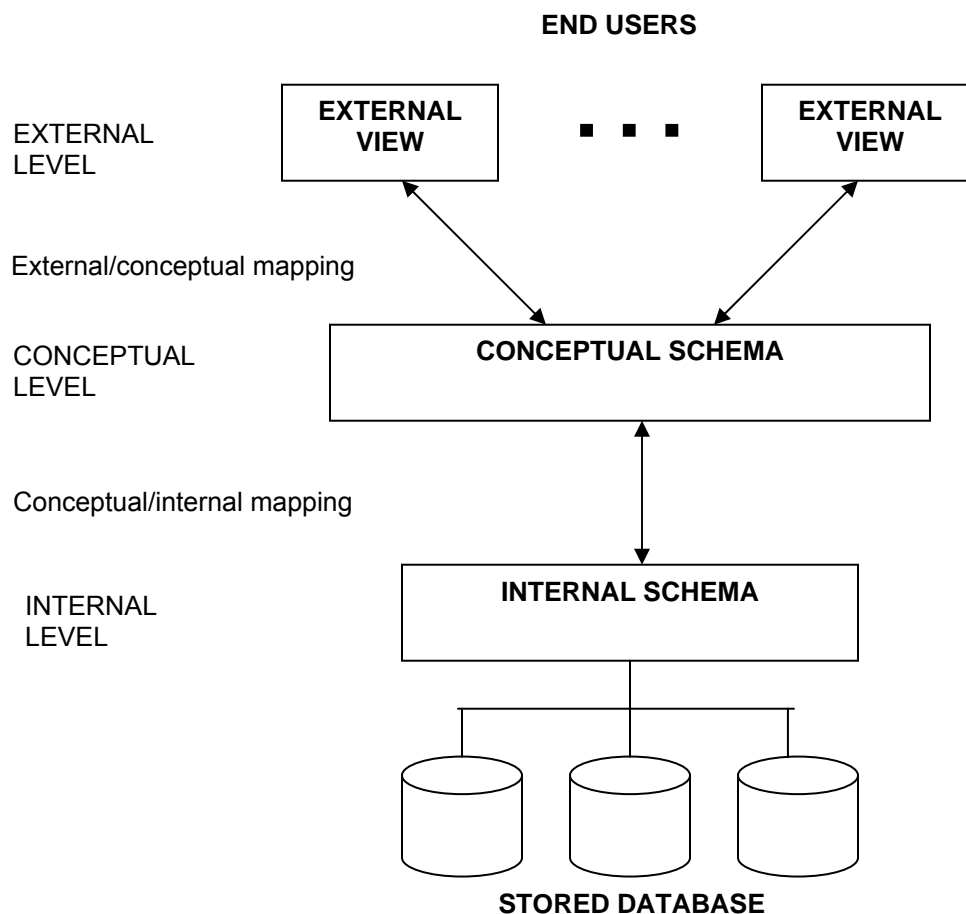 END USERS
EXTERNAL
VIEW
EXTERNAL
VIEW
EXTERNAL
LEVEL
External/conceptual mapping
CONCEPTUAL
LEVEL
CONCEPTUAL SCHEMA
Conceptual/internal mapping
INTERNAL
LEVEL
INTERNAL SCHEMA
STORED DATABASE